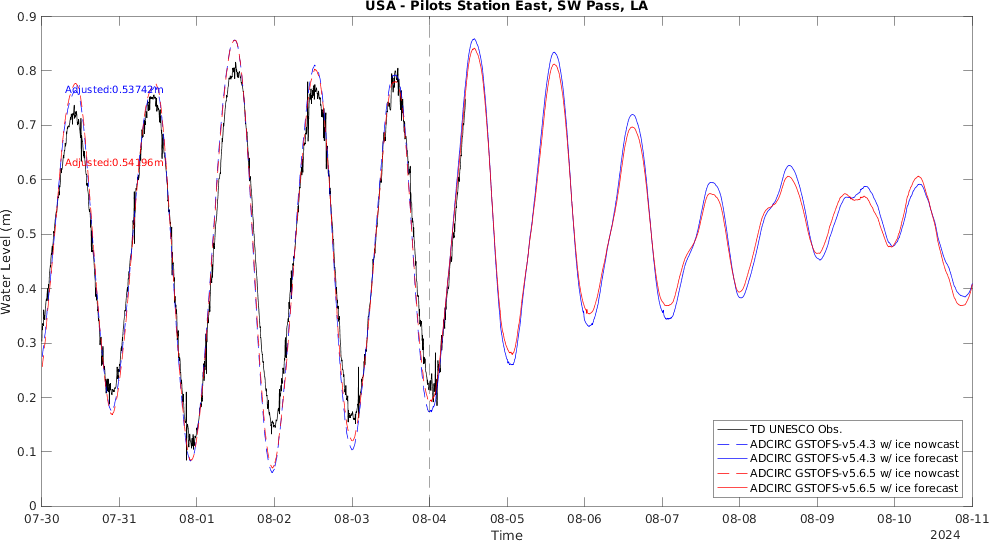 USA - Pilots Station East, SW Pass, LA
0.9
0.8
0.7
0.6
0.5
0.4
0.3
0.2
0.1
0
Water Level (m)
Adjusted:0.53742m
Adjusted:0.54196m
TD UNESCO Obs.
ADCIRC GSTOFS-v5.4.3 w/ ice nowcast
ADCIRC GSTOFS-v5.4.3 w/ ice forecast
ADCIRC GSTOFS-v5.6.5 w/ ice nowcast
ADCIRC GSTOFS-v5.6.5 w/ ice forecast
07-30 07-31 08-01 08-02 08-03 08-04 08-05 08-06 08-07 08-08 08-09 08-10 08-11
Time
2024